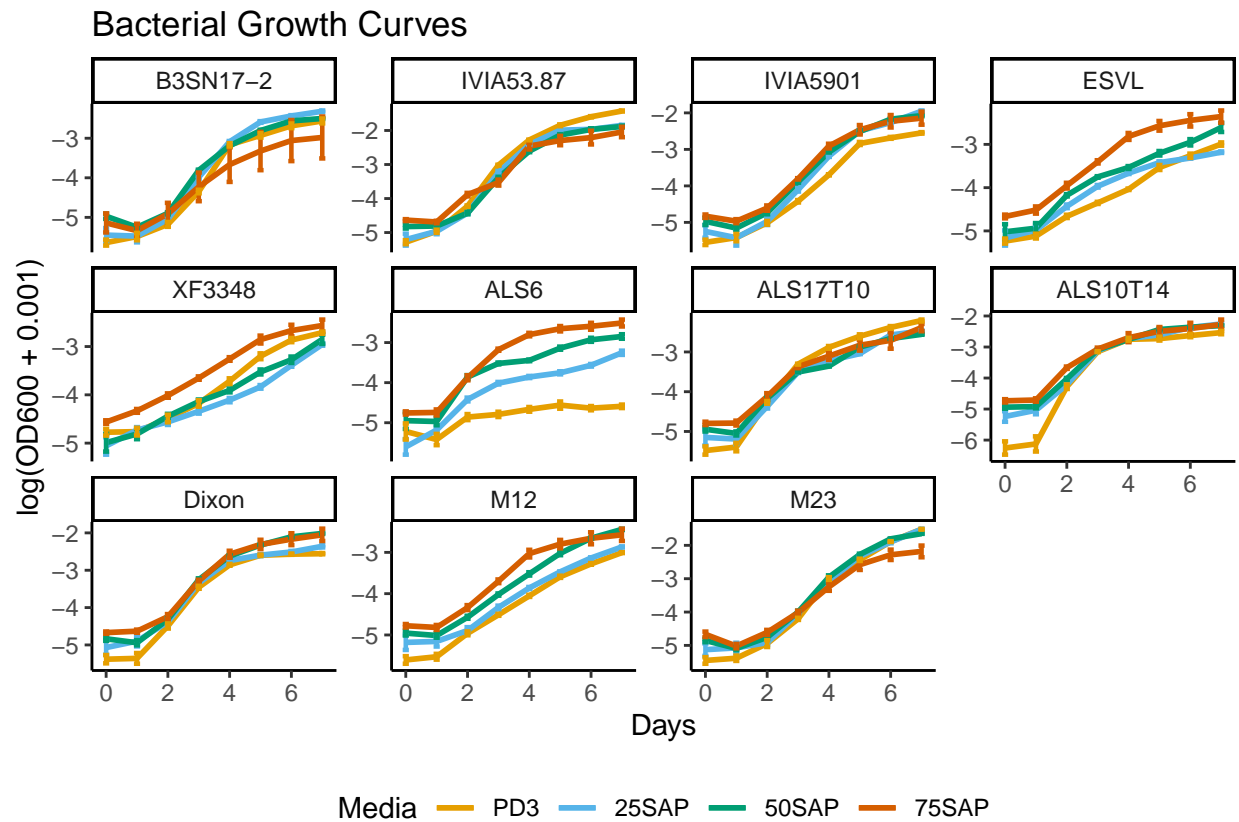 Bacterial Growth Curves
B3SN17−2 IVIA53.87 IVIA5901 ESVL
−3 −4 −5
−2 −3 −4 −5
−2 −3 −4 −5
−3 −4 −5
XF3348 ALS6 ALS17T10 ALS10T14
−3 −4 −5
−3 −4 −5
−3 −4 −5
−2 −3 −4 −5 −6
0 2 4 6
Dixon M12 M23
−2 −3 −4 −5
−3 −4 −5
−2 −3 −4 −5
0 2 4 6 0 2 4 6 0 2 4 6
log(OD600 + 0.001)
Days
Media PD3 25SAP 50SAP 75SAP